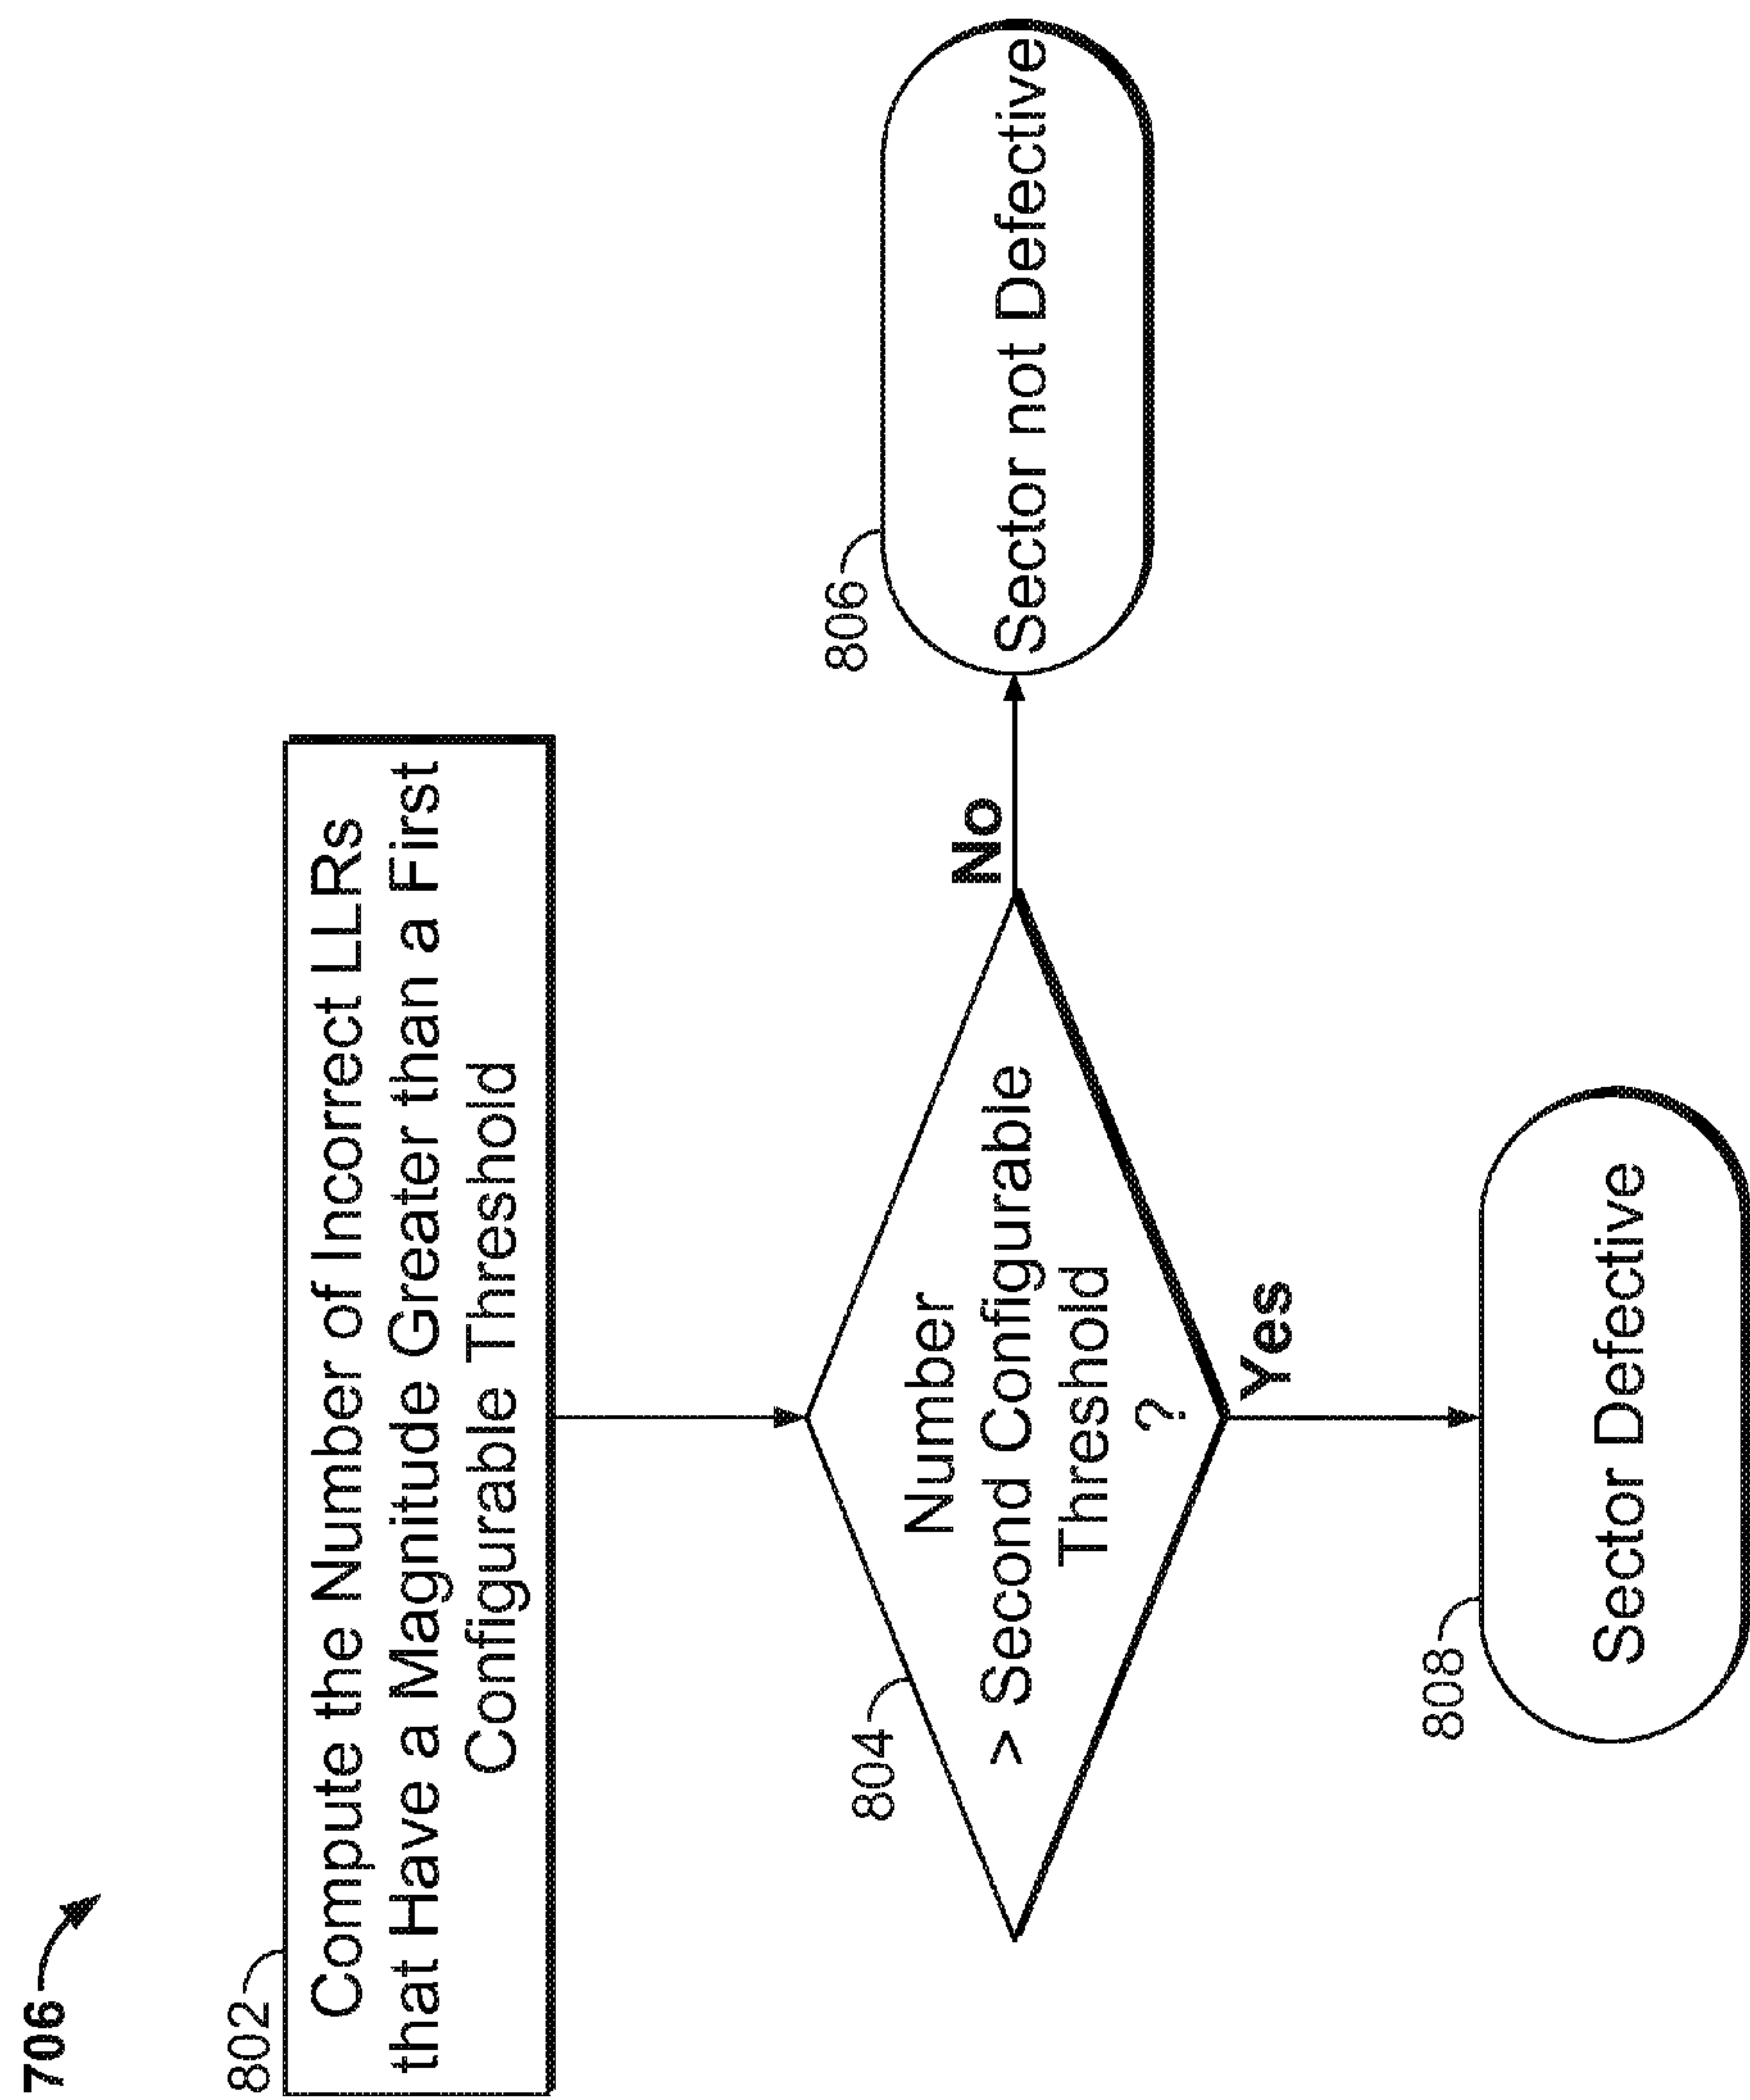 706
802
Compute the Number of Incorrect LLRs
that Have a Magnitude Greater than a First
Configurable Threshold
804
Number
> Second Configurable
Threshold
?
No
806
Sector not Defective
Yes
808
Sector Defective